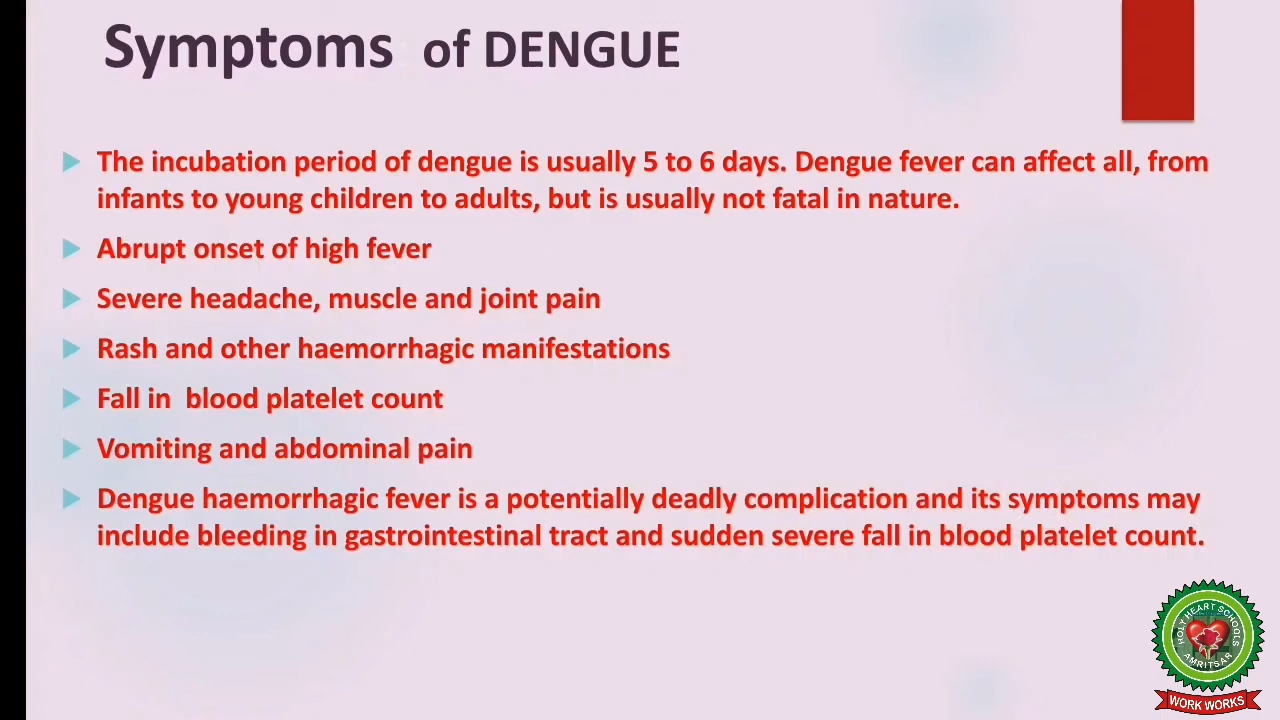 Symptoms of DENGUE
The incubation period of dengue is usually 5 to 6 days. Dengue fever can affect all, from
infants to young children to adults, but is usually not fatal in nature.
Abrupt onset of high fever
Severe headache, muscle and joint pain
Rash and other haemorrhagic manifestations
Fall in blood platelet count
Vomiting and abdominal pain
Dengue haemorrhagic fever is a potentially deadly complication and its symptoms may
include bleeding in gastrointestinal tract and sudden severe fall in blood platelet count.
HOLY HEART SCHOOLS
AMRITSAR
WORK WORKS